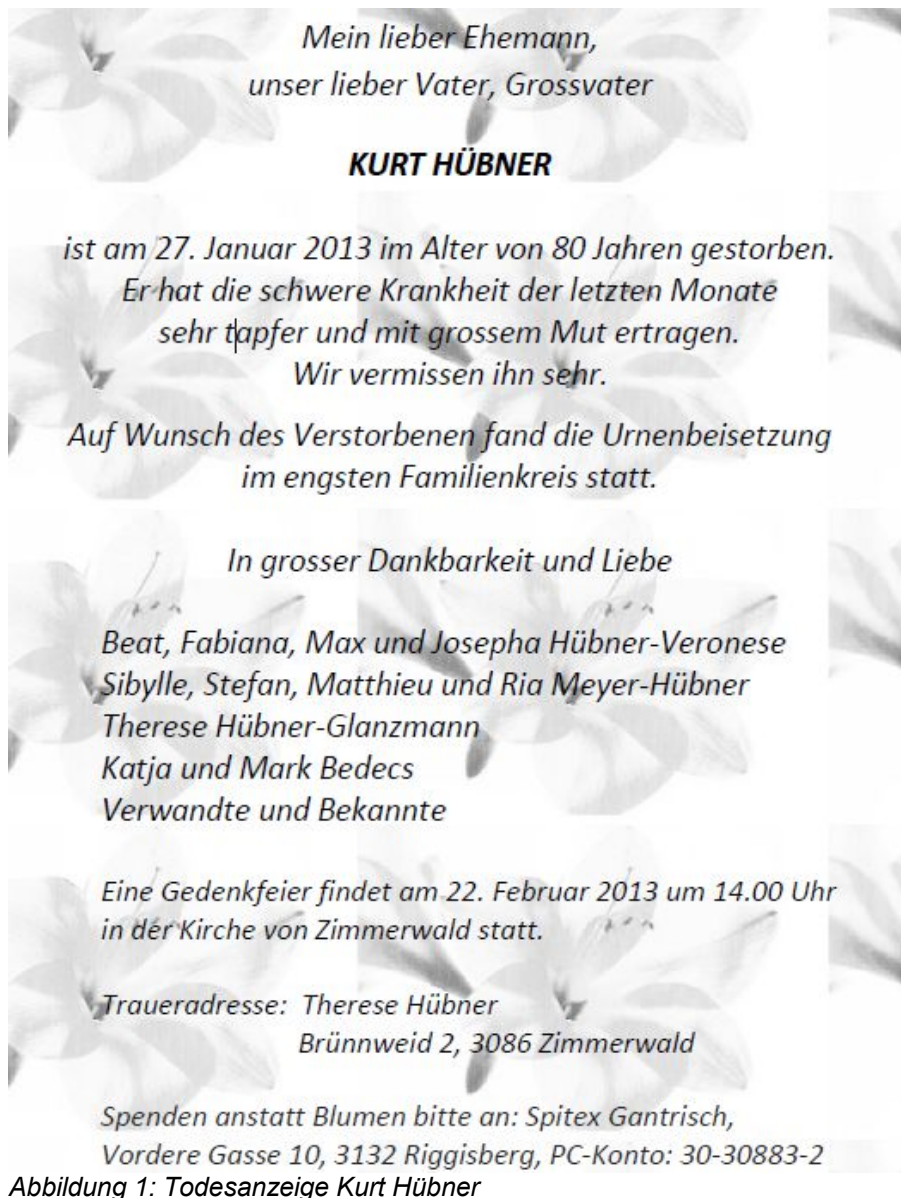 Mein lieber Ehemann,
unser lieber Vater, Grossvater
KURT HÜBNER
ist am 27. Januar 2013 im Alter von 80 Jahren gestorben.
Er hat die schwere Krankheit der letzten Monate
sehr tapfer und mit grossem Mut ertragen.
Wir vermissen ihn sehr.
Auf Wunsch des Verstorbenen fand die Urnenbeisetzung
im engsten Familienkreis statt.
In grosser Dankbarkeit und Liebe
Beat, Fabiana, Max und Josepha Hübner-Veronese
Sibylle, Stefan, Matthieu und Ria Meyer-Hübner
Therese Hübner-Glanzmann
Katja und Mark Bedecs
Verwandte und Bekannte
Eine Gedenkfeier findet am 22. Februar 2013 um 14.00 Uhr
in der Kirche von Zimmerwald statt.
Traueradresse: Therese Hübner
Brünnweid 2, 3086 Zimmerwald
Spenden anstatt Blumen bitte an: Spitex Gantrisch,
Vordere Gasse 10, 3132 Riggisberg, PC-Konto: 30-30883-2
Abbildung 1: Todesanzeige Kurt Hübner